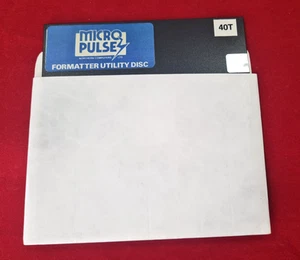 MICRO
PULSE
FORMATTER UTILITY DISC
40T